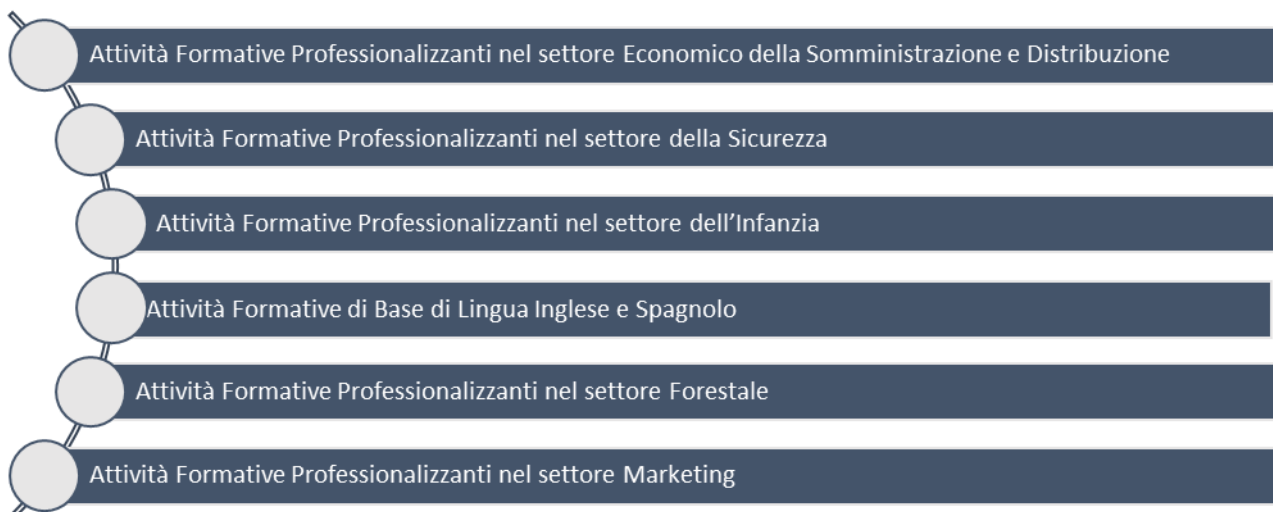 Attività Formative Professionalizzanti nel settore Economico della Somministrazione e Distribuzione
Attività Formative Professionalizzanti nel settore della Sicurezza
Attività Formative Professionalizzanti nel settore dell’Infanzia
Attività Formative di Base di Lingua Inglese e Spagnolo
Attività Formative Professionalizzanti nel settore Forestale
Attività Formative Professionalizzanti nel settore Marketing